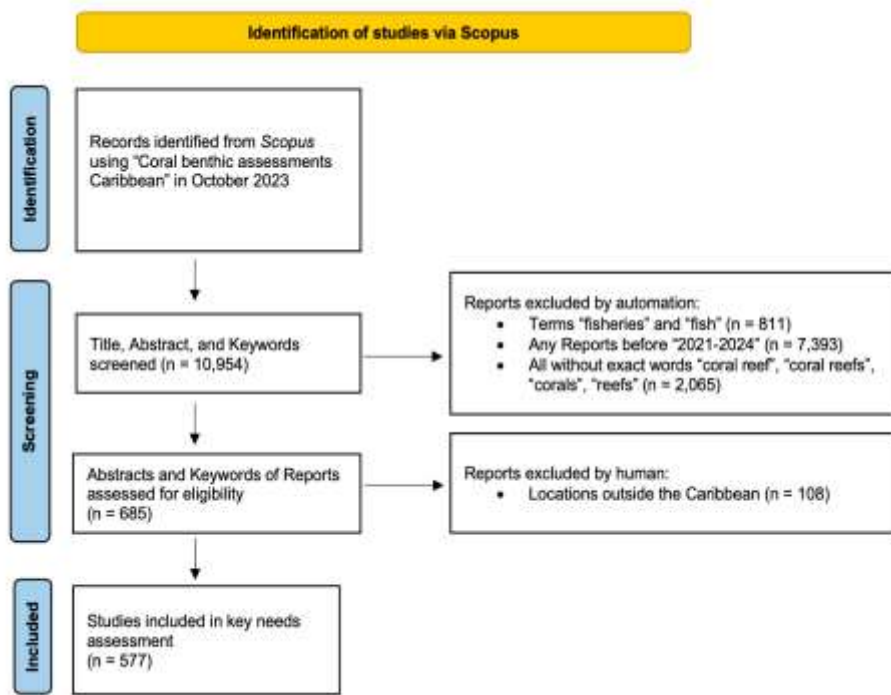 Identification of studies via Scopus
Identification
Records identified from Scopus
using “Coral benthic assessments
Caribbean” in October 2023
Screening
Title, Abstract, and Keywords
screened (n = 10,954)
Reports excluded by automation:
• Terms “fisheries” and “fish” (n = 811)
• Any Reports before “2021-2024” (n = 7,393)
• All without exact words “coral reef”, “coral reefs”,
“corals”, “reefs” (n = 2,065)
Abstracts and Keywords of Reports
assessed for eligibility
(n = 685)
Reports excluded by human:
• Locations outside the Caribbean (n = 108)
Included
Studies included in key needs
assessment
(n = 577)